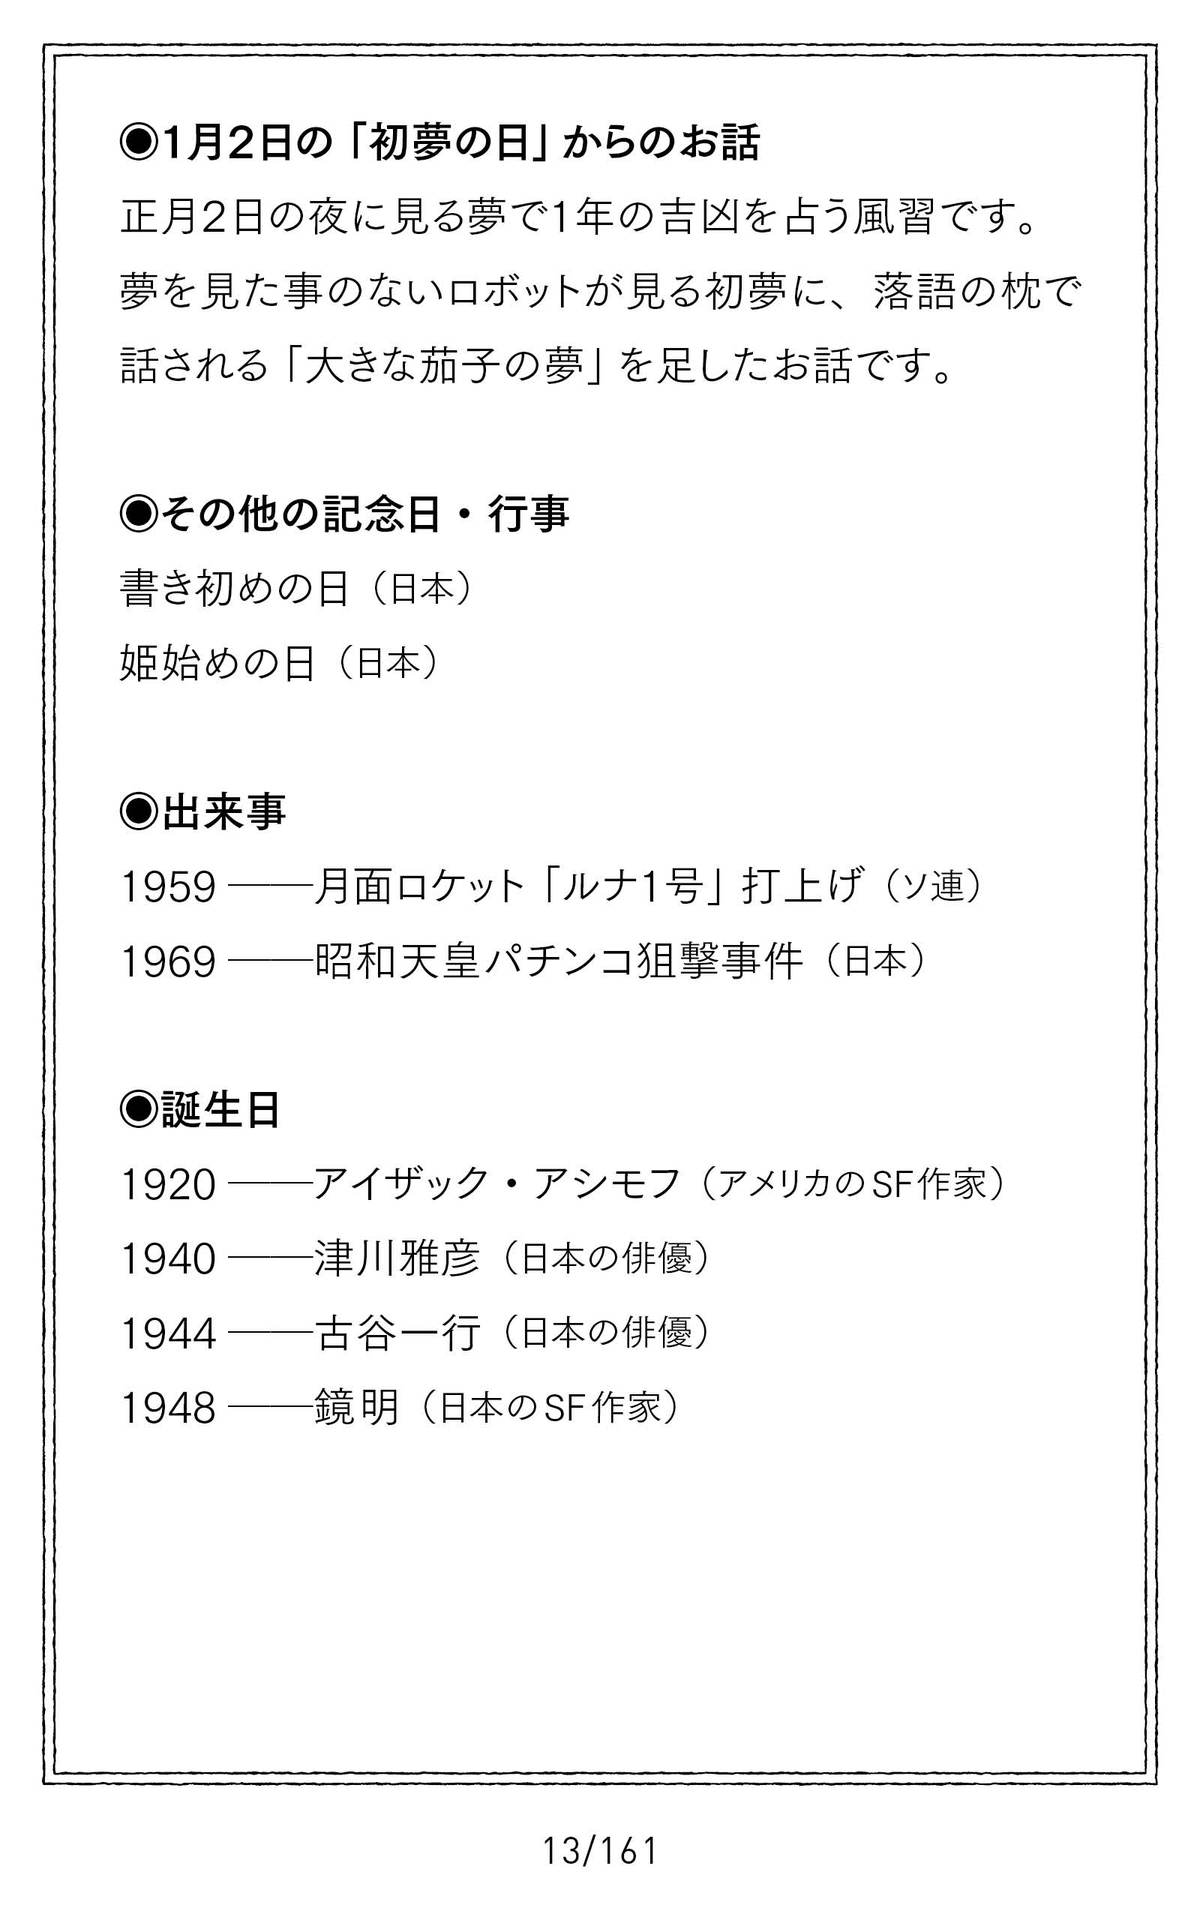 ◉1月2日の「初夢の日」からのお話
正月2日の夜に見る夢で1年の吉凶を占う風習です。
夢を見た事のないロボットが見る初夢に、落語の枕で
話される「大きな茄子の夢」を足したお話です。
◉その他の記念日・行事
書き初めの日（日本）
姫始めの日（日本）
◉出来事
1959 ──月面ロケット「ルナ1号」打上げ（ソ連）
1969 ──昭和天皇パチンコ狙撃事件（日本）
◉誕生日
1920 ──アイザック・アシモフ（アメリカのSF作家）
1940 ──津川雅彦（日本の俳優）
1944 ──古谷一行（日本の俳優）
1948 ──鏡明（日本のSF作家）
13/161